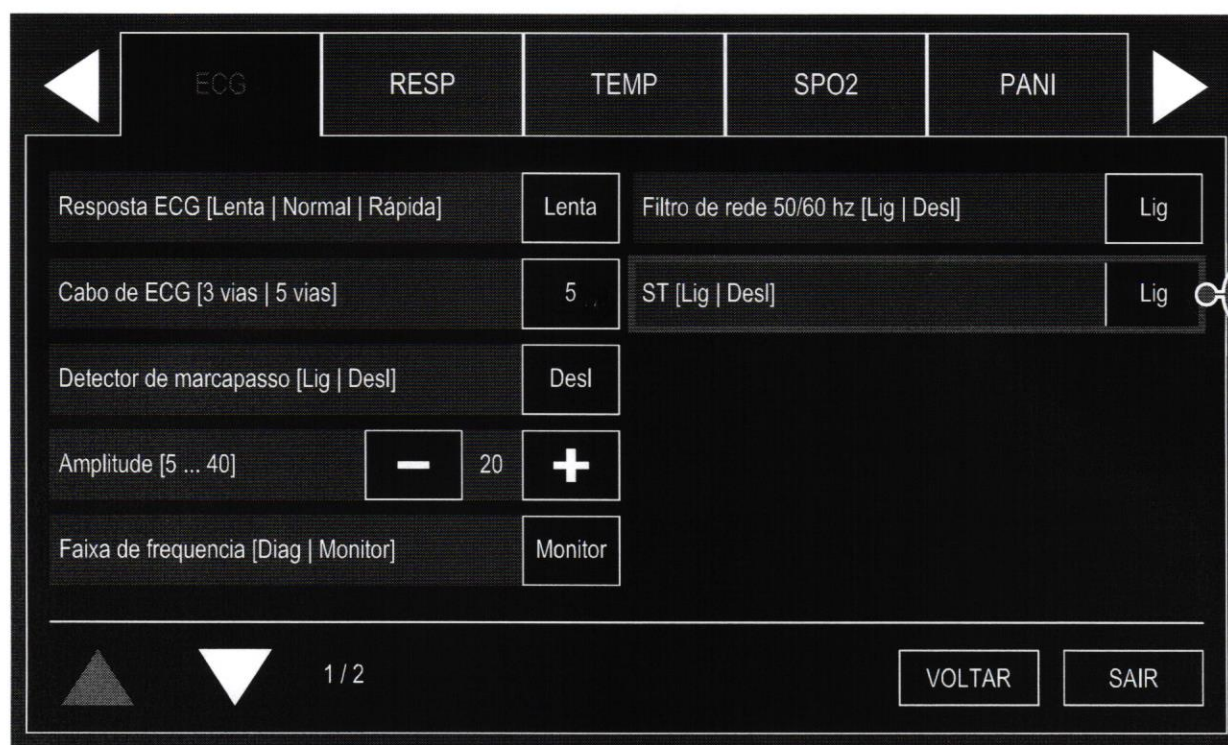 ECG
RESP
TEMP
SPO2
PANI
Resposta ECG [Lenta | Normal | Rápida]
Lenta
Cabo de ECG [3 vias | 5 vias]
5
Detector de marcapasso [Lig | Desl]
Desl
Amplitude [5 ... 40]
20
Faixa de frequencia [Diag | Monitor]
Monitor
Filtro de rede 50/60 hz [Lig | Desl]
Lig
ST [Lig | Desl]
Lig
1 / 2
VOLTAR
SAIR